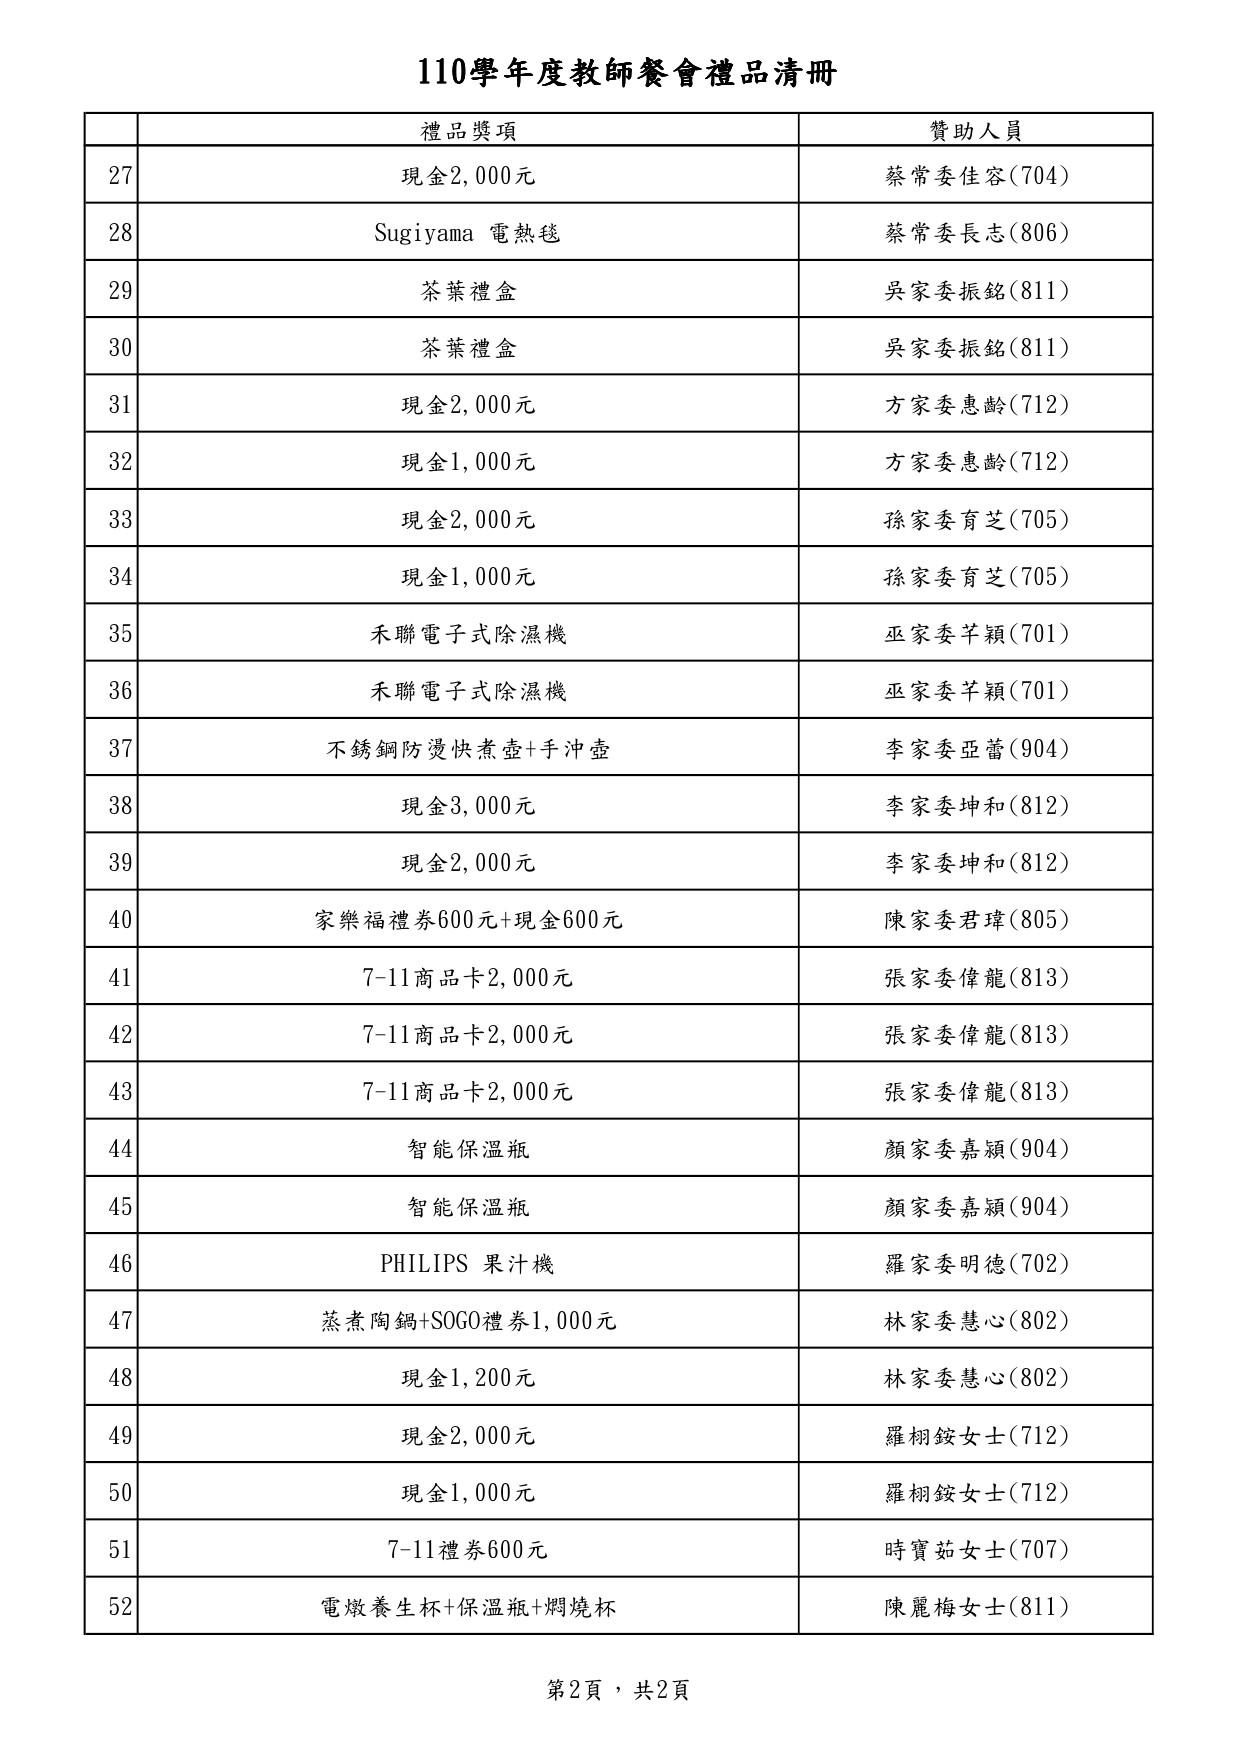 110學年度教師餐會禮品清冊
禮品獎項 贊助人員
27 現金2,000元 蔡常委佳容(704)
28 Sugiyama 電熱毯 蔡常委長志(806)
29 茶葉禮盒 吳家委振銘(811)
30 茶葉禮盒 吳家委振銘(811)
31 現金2,000元 方家委惠齡(712)
32 現金1,000元 方家委惠齡(712)
33 現金2,000元 孫家委育芝(705)
34 現金1,000元 孫家委育芝(705)
35 禾聯電子式除濕機 巫家委芊穎(701)
36 禾聯電子式除濕機 巫家委芊穎(701)
37 不銹鋼防燙快煮壺+手沖壺 李家委亞蕾(904)
38 現金3,000元 李家委坤和(812)
39 現金2,000元 李家委坤和(812)
40 家樂福禮券600元+現金600元 陳家委君瑋(805)
41 7-11商品卡2,000元 張家委偉龍(813)
42 7-11商品卡2,000元 張家委偉龍(813)
43 7-11商品卡2,000元 張家委偉龍(813)
44 智能保溫瓶 顏家委嘉潁(904)
45 智能保溫瓶 顏家委嘉潁(904)
46 PHILIPS 果汁機 羅家委明德(702)
47 蒸煮陶鍋+SOGO禮券1,000元 林家委慧心(802)
48 現金1,200元 林家委慧心(802)
49 現金2,000元 羅栩銨女士(712)
50 現金1,000元 羅栩銨女士(712)
51 7-11禮券600元 時寶茹女士(707)
52 電燉養生杯+保溫瓶+燜燒杯 陳麗梅女士(811)
第2頁，共2頁